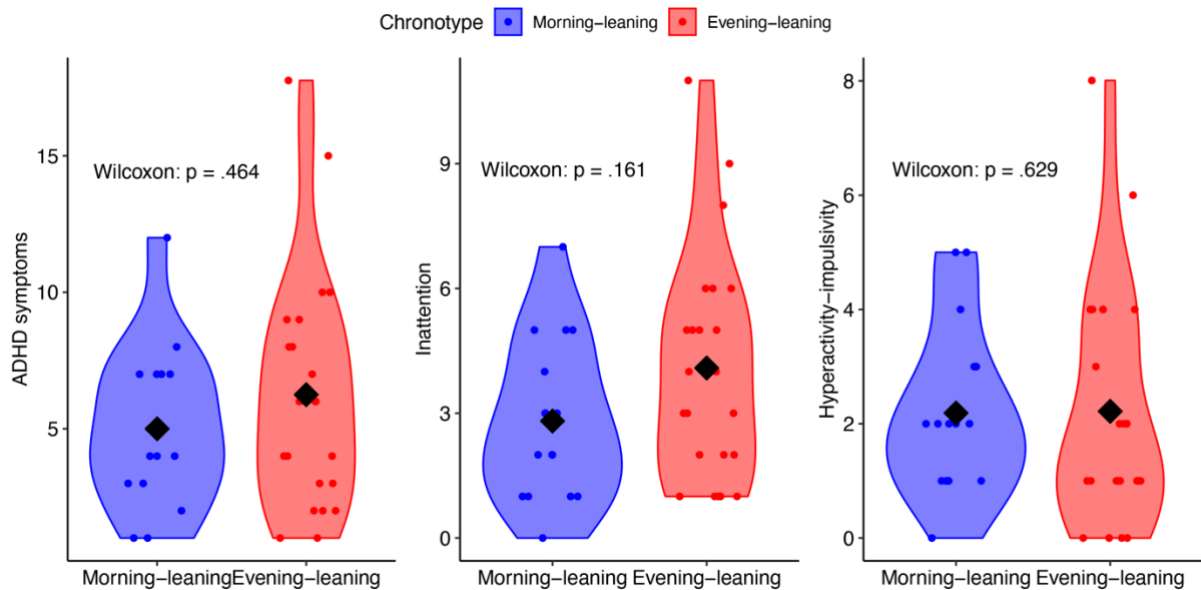 Chronotype Morning−leaning Evening−leaning
ADHD symptoms
15
10
5
Wilcoxon: p = .464
Morning−leaning Evening−leaning
Inattention
9
6
3
0
Wilcoxon: p = .161
Morning−leaning Evening−leaning
Hyperactivity−impulsivity
8
6
4
2
0
Wilcoxon: p = .629
Morning−leaning Evening−leaning